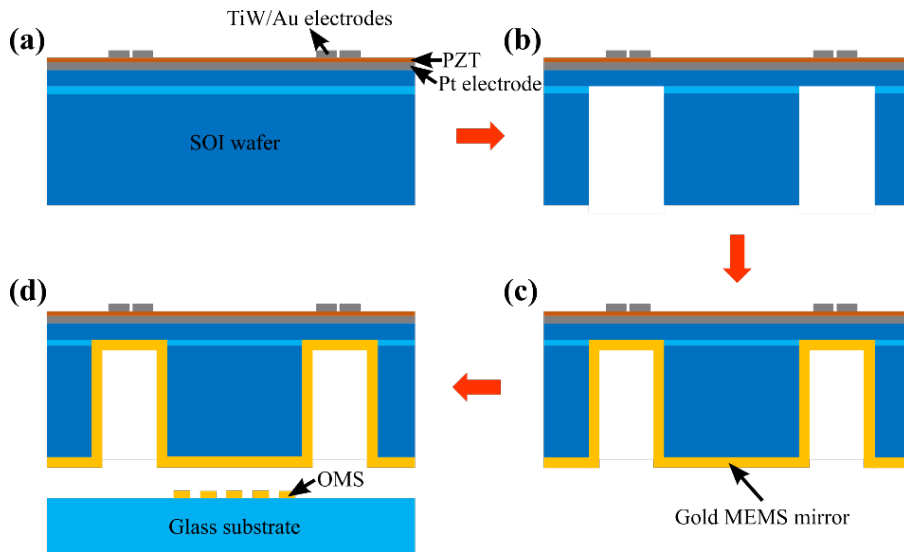 (a)
TiW/Au electrodes
PZT
Pt electrode
SOI wafer
(b)
(d)
OMS
Glass substrate
(c)
Gold MEMS mirror